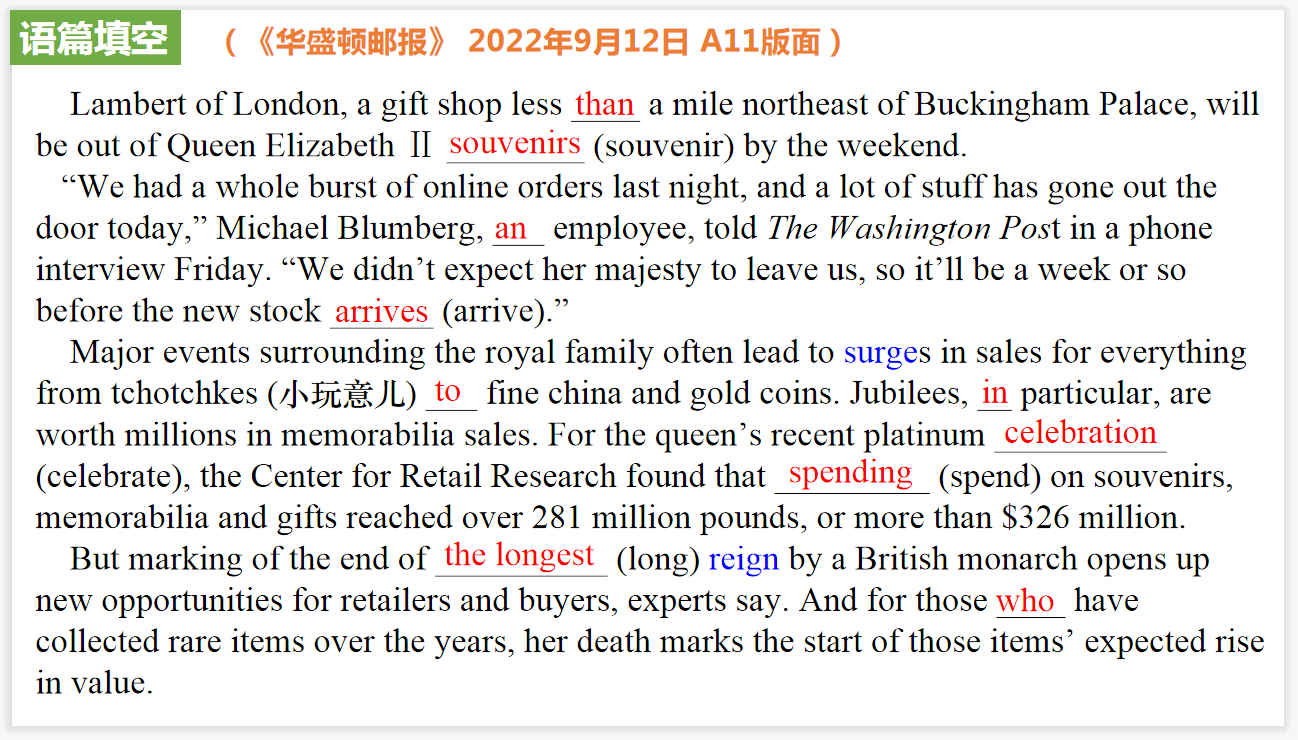 语篇填空 （《华盛顿邮报》 2022年9月12日 A11版面）
Lambert of London, a gift shop less than a mile northeast of Buckingham Palace, will
be out of Queen Elizabeth Ⅱ souvenirs (souvenir) by the weekend.
“We had a whole burst of online orders last night, and a lot of stuff has gone out the
door today,” Michael Blumberg, an employee, told The Washington Post in a phone
interview Friday. “We didn’t expect her majesty to leave us, so it’ll be a week or so
before the new stock arrives (arrive).”
Major events surrounding the royal family often lead to surges in sales for everything
from tchotchkes (小玩意儿) to fine china and gold coins. Jubilees, in particular, are
worth millions in memorabilia sales. For the queen’s recent platinum celebration
(celebrate), the Center for Retail Research found that spending (spend) on souvenirs,
memorabilia and gifts reached over 281 million pounds, or more than $326 million.
But marking of the end of the longest (long) reign by a British monarch opens up
new opportunities for retailers and buyers, experts say. And for those who have
collected rare items over the years, her death marks the start of those items’ expected rise
in value.